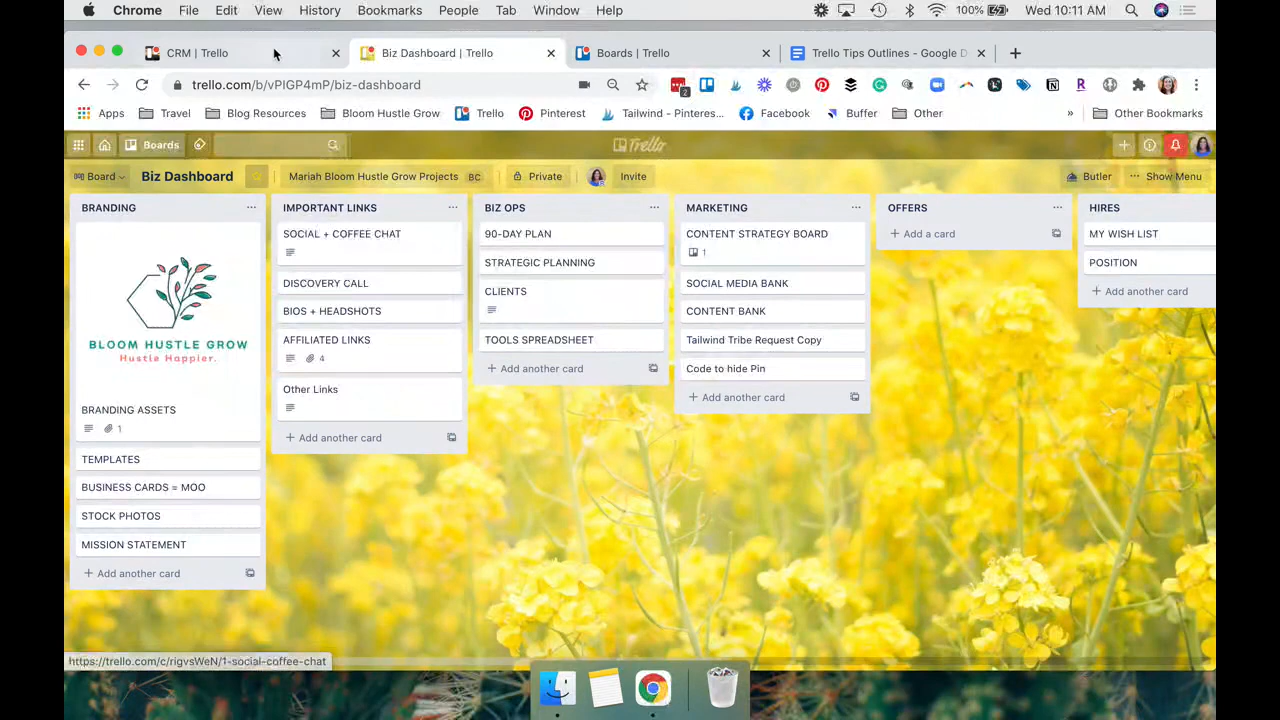 Chrome File Edit View History Bookmarks People Tab Window Help 100% Wed 10:11 AM
CRM | Trello Biz Dashboard | Trello Boards | Trello Trello Tips Outlines - Google D
trello.com/b/vPIGP4mP/biz-dashboard 2
Apps Travel Blog Resources Bloom Hustle Grow Trello Pinterest Tailwind - Pinteres... Facebook Buffer Other » Other Bookmarks
Boards Trello
Board Biz Dashboard Mariah Bloom Hustle Grow Projects BC Private Invite Butler ... Show Menu
BRANDING
BLOOM HUSTLE GROW
Hustle Happier.
BRANDING ASSETS
1
TEMPLATES
BUSINESS CARDS = MOO
STOCK PHOTOS
MISSION STATEMENT
+ Add another card
IMPORTANT LINKS
SOCIAL + COFFEE CHAT
DISCOVERY CALL
BIOS + HEADSHOTS
AFFILIATED LINKS
4
Other Links
+ Add another card
BIZ OPS
90-DAY PLAN
STRATEGIC PLANNING
CLIENTS
TOOLS SPREADSHEET
+ Add another card
MARKETING
CONTENT STRATEGY BOARD
1
SOCIAL MEDIA BANK
CONTENT BANK
Tailwind Tribe Request Copy
Code to hide Pin
+ Add another card
OFFERS
+ Add a card
HIRES
MY WISH LIST
POSITION
+ Add another card
https://trello.com/c/rigvsWeN/1-social-coffee-chat